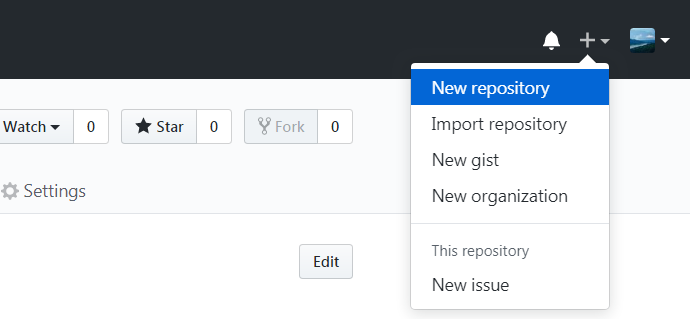 New repository
Watch 0 Star 0 Fork 0
Import repository
New gist
Settings
New organization
This repository
Edit
New issue